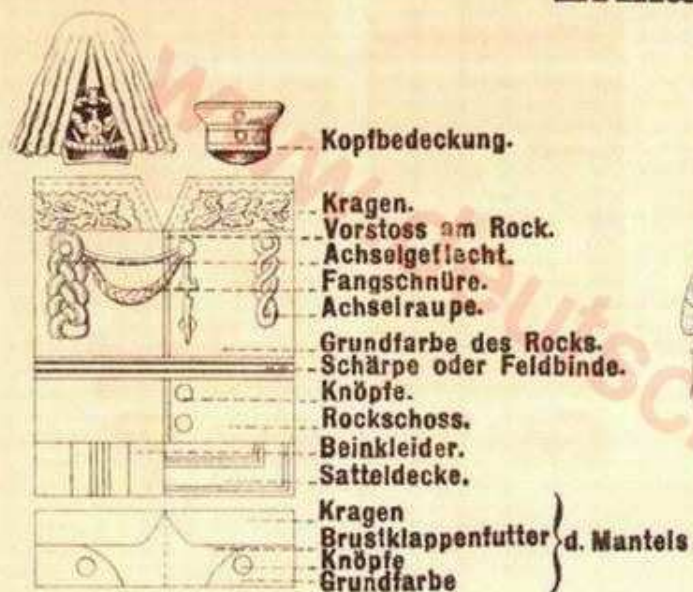 Kopfbedeckung.
Kragen.
Vorstoss am Rock.
Achselgeflecht.
Fangschnüre.
Achselraupe.
Grundfarbe des Rocks.
Schärpe oder Feldbinde.
Knöpfe.
Rockschoss.
Beinkleider.
Satteldecke.
Kragen
Brustklappenfutter
Knöpfe
Grundfarbe
d. Mantels